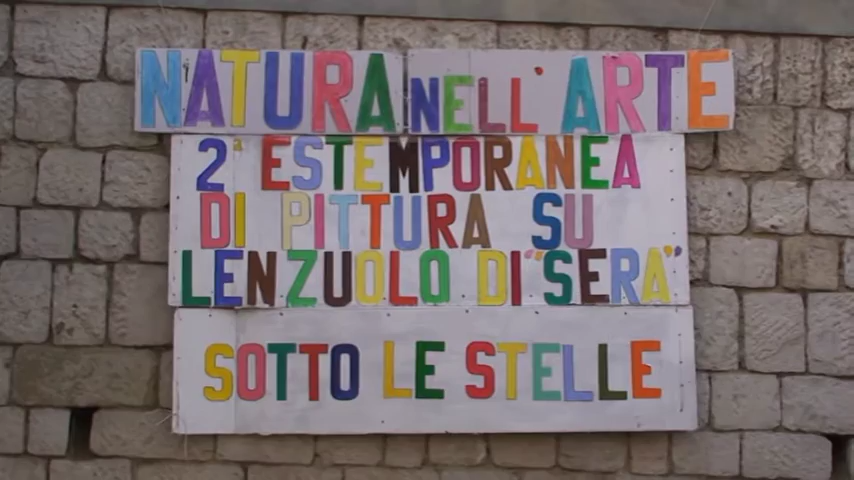 NATURA NELL' ARTE
2ª ESTEMPORANEA
DI PITTURA SU
LENZUOLO DI "SERA"
SOTTO LE STELLE